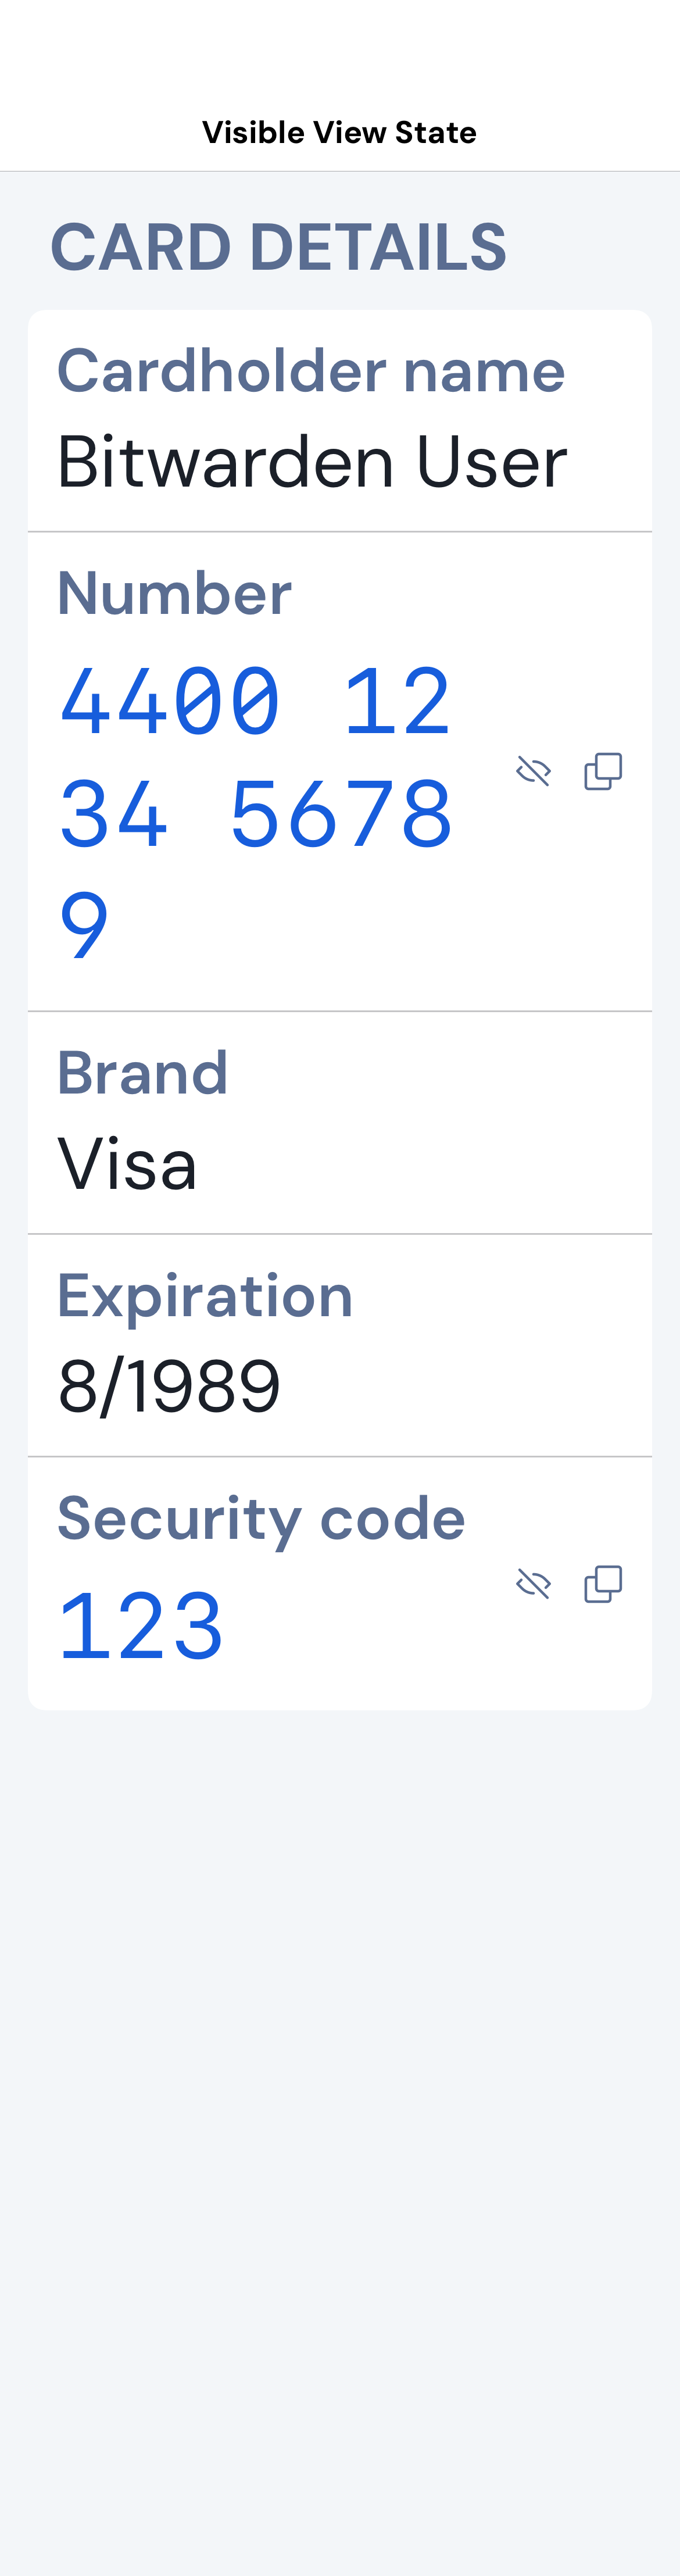 Visible View State
CARD DETAILS
Cardholder name
Bitwarden User
Number
4400 12
34 5678
9
Brand
Visa
Expiration
8/1989
Security code
123